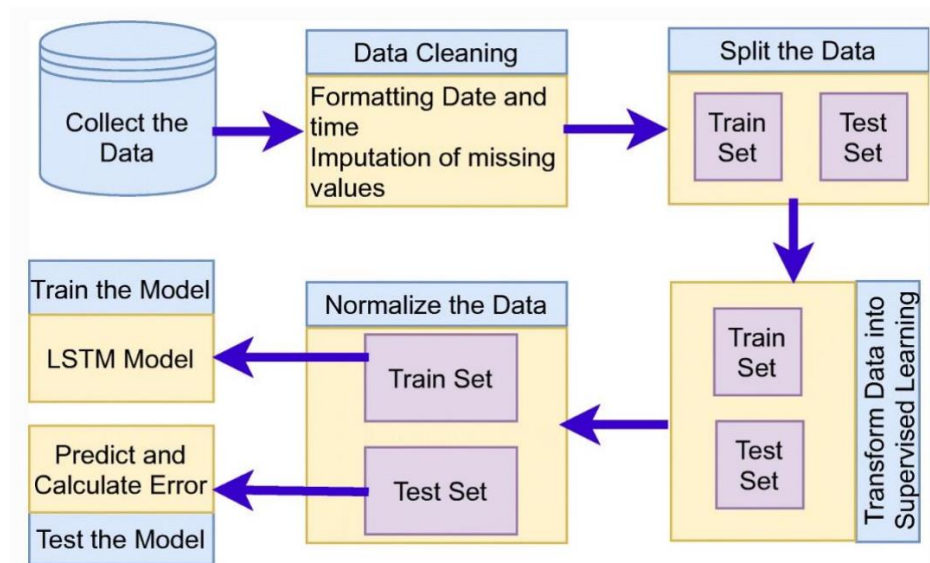 Collect the
Data
Data Cleaning
Formatting Date and
time
Imputation of missing
values
Split the Data
Train
Set
Test
Set
Transform Data into
Supervised Learning
Train
Set
Test
Set
Normalize the Data
Train Set
Test Set
Train the Model
LSTM Model
Predict and
Calculate Error
Test the Model